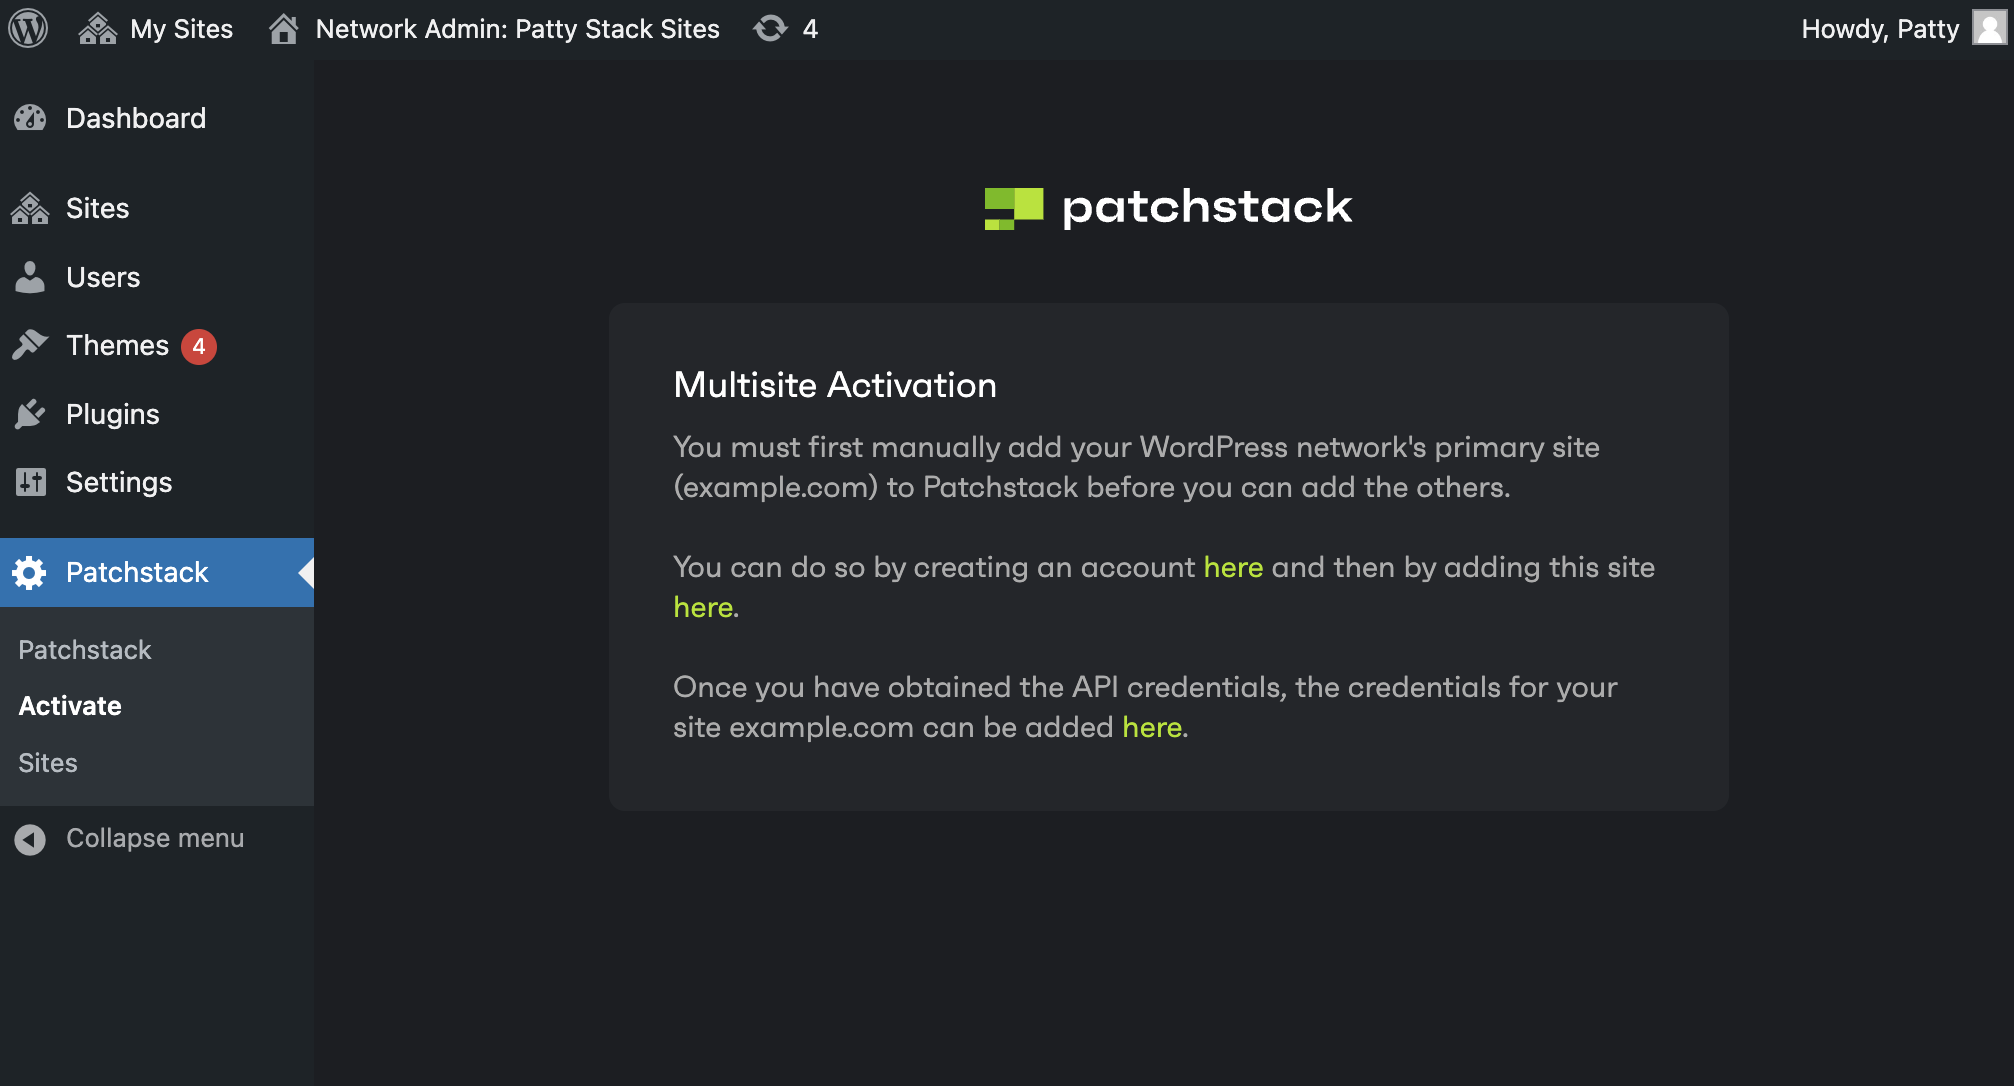 My Sites
Network Admin: Patty Stack Sites
4
Howdy, Patty
Dashboard
Sites
Users
Themes 4
Plugins
Settings
Patchstack
Patchstack
Activate
Sites
Collapse menu
patchstack
Multisite Activation
You must first manually add your WordPress network's primary site
(example.com) to Patchstack before you can add the others.
You can do so by creating an account here and then by adding this site
here.
Once you have obtained the API credentials, the credentials for your
site example.com can be added here.